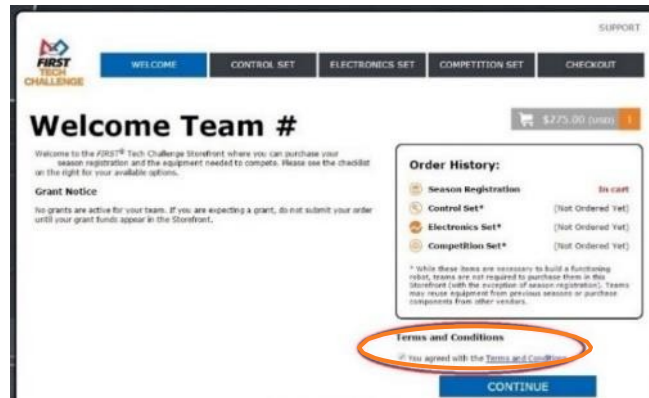 SUPPORT
FIRST
TECH
CHALLENGE
WELCOME
CONTROL SET
ELECTRONICS SET
COMPETITION SET
CHECKOUT
$275.00 (USD) 1
Welcome Team #
Welcome to the FIRST® Tech Challenge Storefront where you can purchase your
season registration and the equipment needed to compete. Please see the checklist
on the right for your available options.
Grant Notice
No grants are active for your team. If you are expecting a grant, do not submit your order
until your grant funds appear in the Storefront.
Order History:
Season Registration In cart
Control Set* (Not Ordered Yet)
Electronics Set* (Not Ordered Yet)
Competition Set* (Not Ordered Yet)
* While these items are necessary to build a functioning
robot, teams are not required to purchase them in this
Storefront (with the exception of season registration). Teams
may reuse equipment from previous seasons or purchase
components from other vendors.
Terms and Conditions
You agreed with the Terms and Conditions
CONTINUE